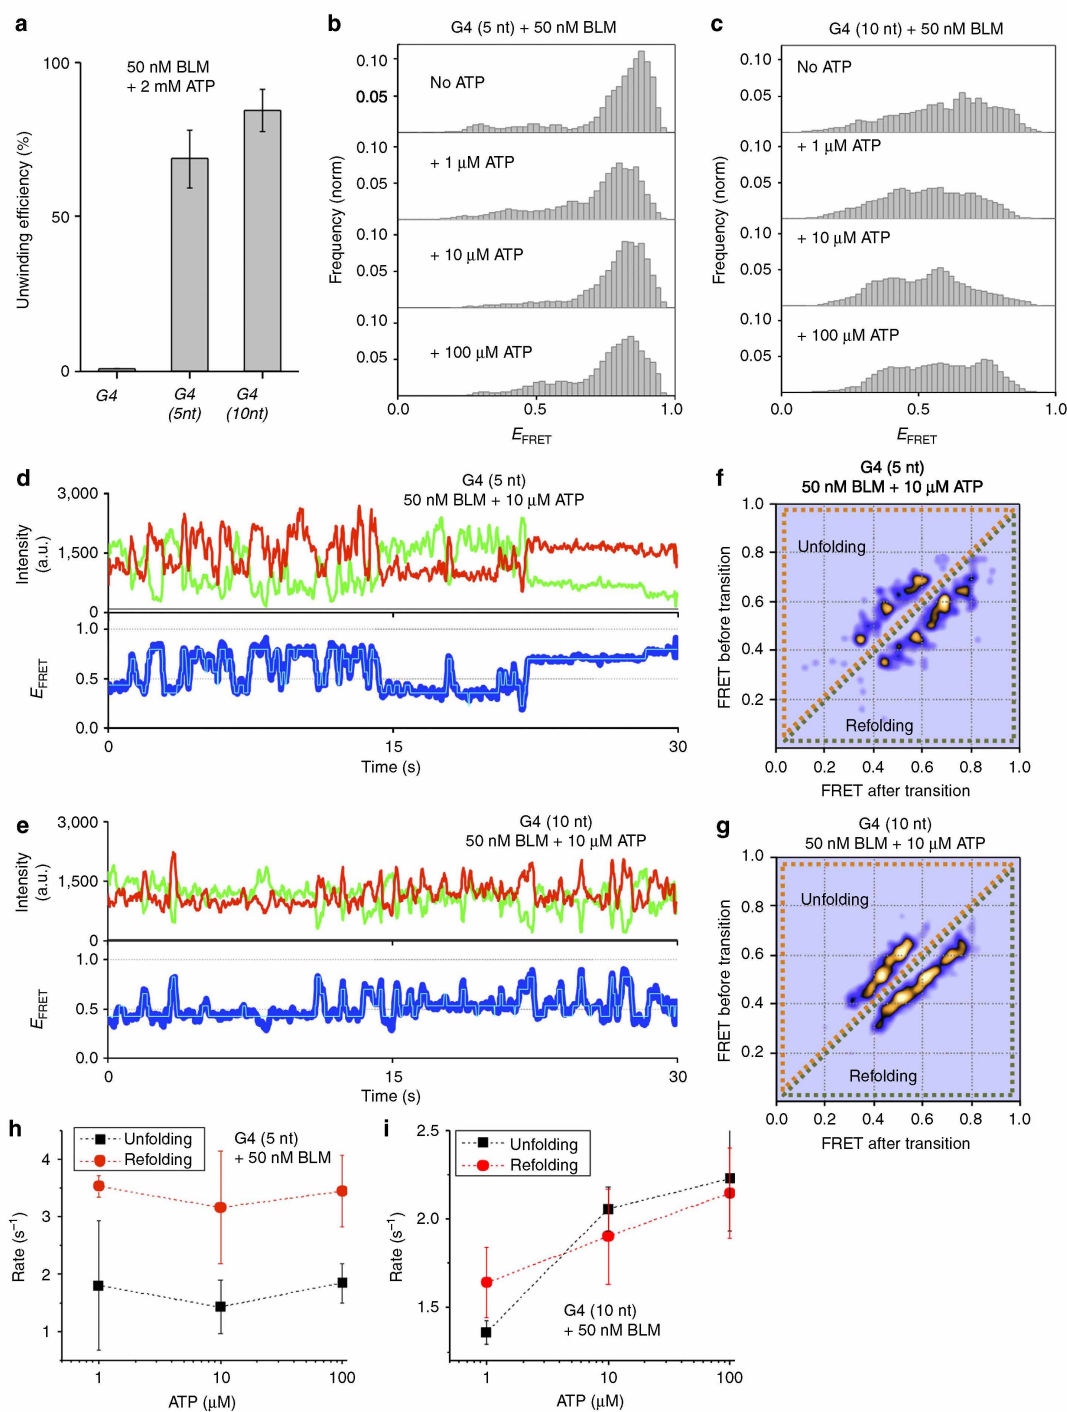 a
50 nM BLM
+ 2 mM ATP
Unwinding efficiency (%)
100
50
0
G4
G4
(5nt)
G4
(10nt)
b
G4 (5 nt) + 50 nM BLM
Frequency (norm)
0.10
0.05
No ATP
0.10
0.05
+ 1 μM ATP
0.10
0.05
+ 10 μM ATP
0.10
0.05
+ 100 μM ATP
0.0
0.5
1.0
EFRET
c
G4 (10 nt) + 50 nM BLM
Frequency (norm)
0.10
0.05
No ATP
0.10
0.05
+ 1 μM ATP
0.10
0.05
+ 10 μM ATP
0.10
0.05
+ 100 μM ATP
0.0
0.5
1.0
EFRET
d
G4 (5 nt)
50 nM BLM + 10 μM ATP
Intensity
(a.u.)
3,000
1,500
0
EFRET
1.0
0.5
0.0
0
15
30
Time (s)
f
G4 (5 nt)
50 nM BLM + 10 μM ATP
FRET before transition
1.0
0.8
0.6
0.4
0.2
Unfolding
Refolding
0.0
0.2
0.4
0.6
0.8
1.0
FRET after transition
e
G4 (10 nt)
50 nM BLM + 10 μM ATP
Intensity
(a.u.)
3,000
1,500
0
EFRET
1.0
0.5
0.0
0
15
30
Time (s)
g
G4 (10 nt)
50 nM BLM + 10 μM ATP
FRET before transition
1.0
0.8
0.6
0.4
0.2
Unfolding
Refolding
0.0
0.2
0.4
0.6
0.8
1.0
FRET after transition
h
Unfolding
Refolding
G4 (5 nt)
+ 50 nM BLM
Rate (s⁻¹)
4
3
2
1
1
10
100
ATP (μM)
i
Unfolding
Refolding
G4 (10 nt)
+ 50 nM BLM
Rate (s⁻¹)
2.5
2.0
1.5
1
10
100
ATP (μM)